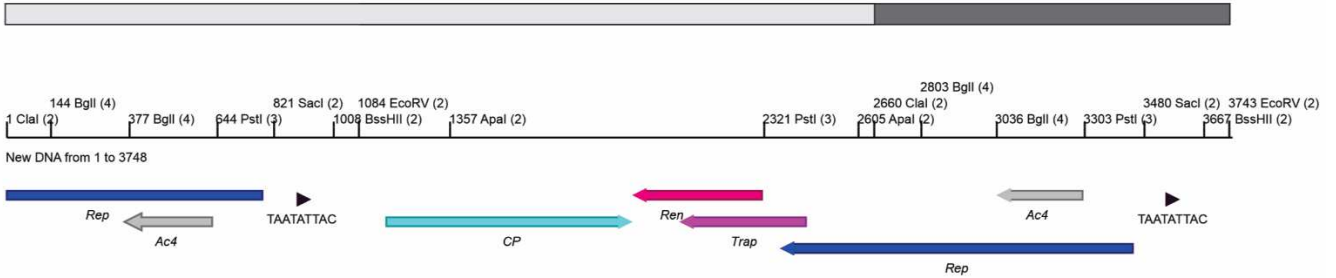 2803 BglI (4)
144 BglI (4) 821 SacI (2) 1084 EcoRV (2) 2660 ClaI (2) 3480 SacI (2) 3743 EcoRV (2)
1 ClaI (2) 377 BglI (4) 644 PstI (3) 1008 BssHII (2) 1357 ApaI (2) 2321 PstI (3) 2605 ApaI (2) 3036 BglI (4) 3303 PstI (3) 3667 BssHII (2)
New DNA from 1 to 3748
Rep TAATATTAC Ren Ac4 TAATATTAC
Ac4 CP Trap
Rep